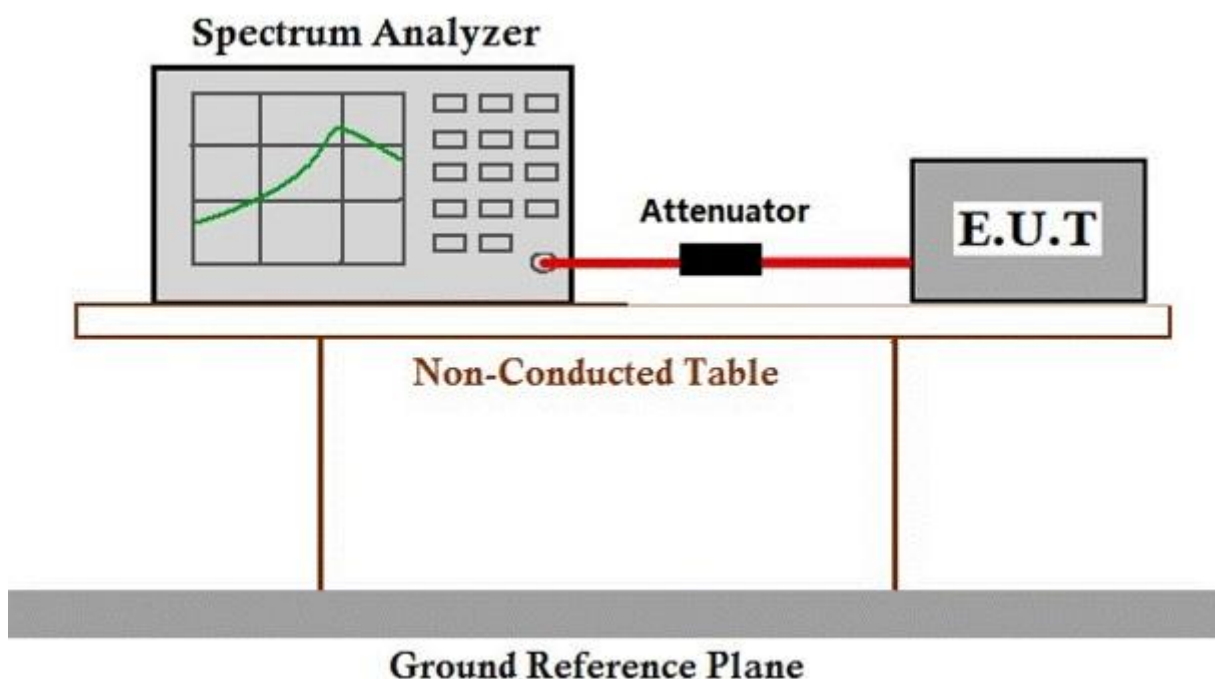 Spectrum Analyzer
Attenuator
E.U.T
Non-Conducted Table
Ground Reference Plane